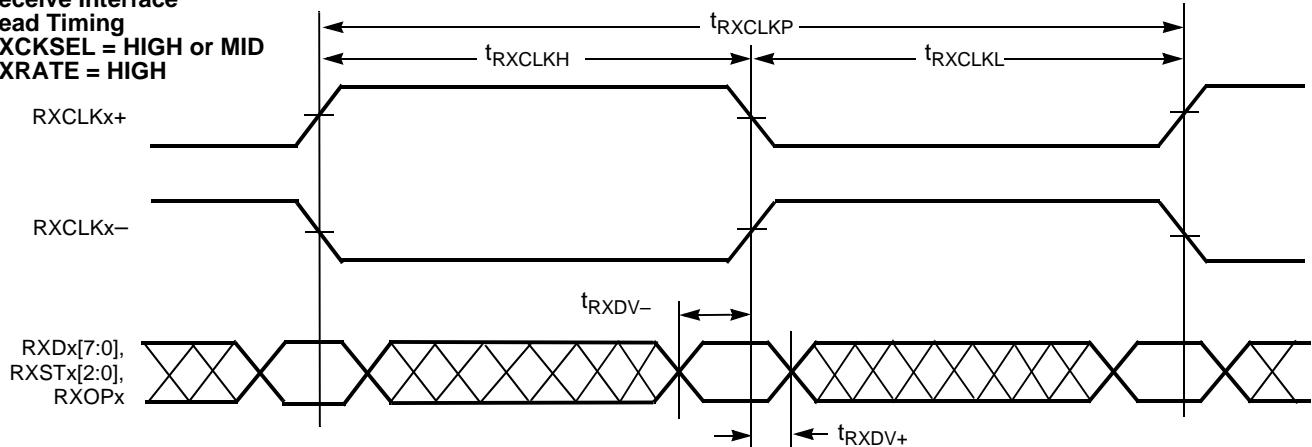 eceive Interface
ead Timing
XCKSEL = HIGH or MID
XRATE = HIGH
tRXCLKP
tRXCLKH
tRXCLKL
RXCLKx+
RXCLKx–
tRXDV–
RXDx[7:0],
RXSTx[2:0],
RXOPx
tRXDV+